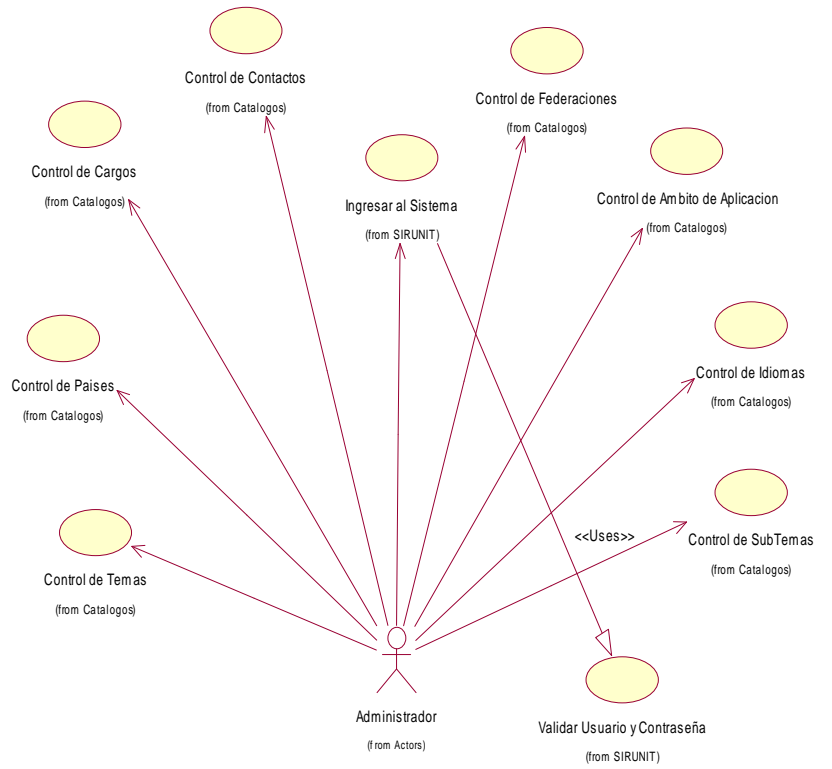 Control de Contactos
(from Catalogos)
Control de Federaciones
(from Catalogos)
Control de Cargos
(from Catalogos)
Ingresar al Sistema
(from SIRUNIT)
Control de Ambito de Aplicacion
(from Catalogos)
Control de Paises
(from Catalogos)
Control de Idiomas
(from Catalogos)
<<Uses>>
Control de SubTemas
(from Catalogos)
Control de Temas
(from Catalogos)
Administrador
(from Actors)
Validar Usuario y Contraseña
(from SIRUNIT)